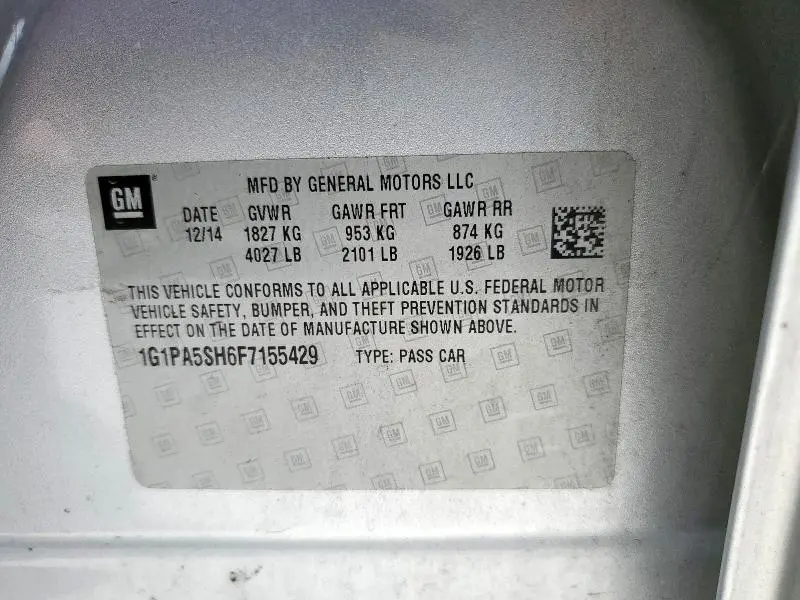 GM
MFD BY GENERAL MOTORS LLC
DATE GVWR GAWR FRT GAWR RR
12/14 1827 KG 953 KG 874 KG
4027 LB 2101 LB 1926 LB
THIS VEHICLE CONFORMS TO ALL APPLICABLE U.S. FEDERAL MOTOR
VEHICLE SAFETY, BUMPER, AND THEFT PREVENTION STANDARDS IN
EFFECT ON THE DATE OF MANUFACTURE SHOWN ABOVE.
1G1PA5SH6F7155429 TYPE: PASS CAR